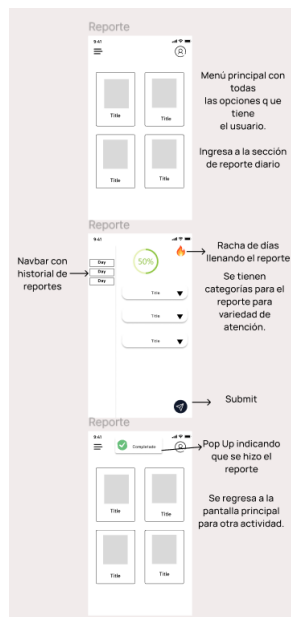 Reporte
9:41
Title
Title
Title
Title
Menú principal con
todas
las opciones q ue
tiene
el usuario.
Ingresa a la sección
de reporte diario
Reporte
9:41
Navbar con
historial de
reportes
Day
Day
Day
50%
Title
Title
Title
Racha de días
llenando el reporte
Se tienen
categorías para el
reporte para
variedad de
atención.
Submit
Reporte
9:41
Completado
Title
Title
Title
Title
Pop Up indicando
que se hizo el
reporte
Se regresa a la
pantalla principal
para otra actividad.